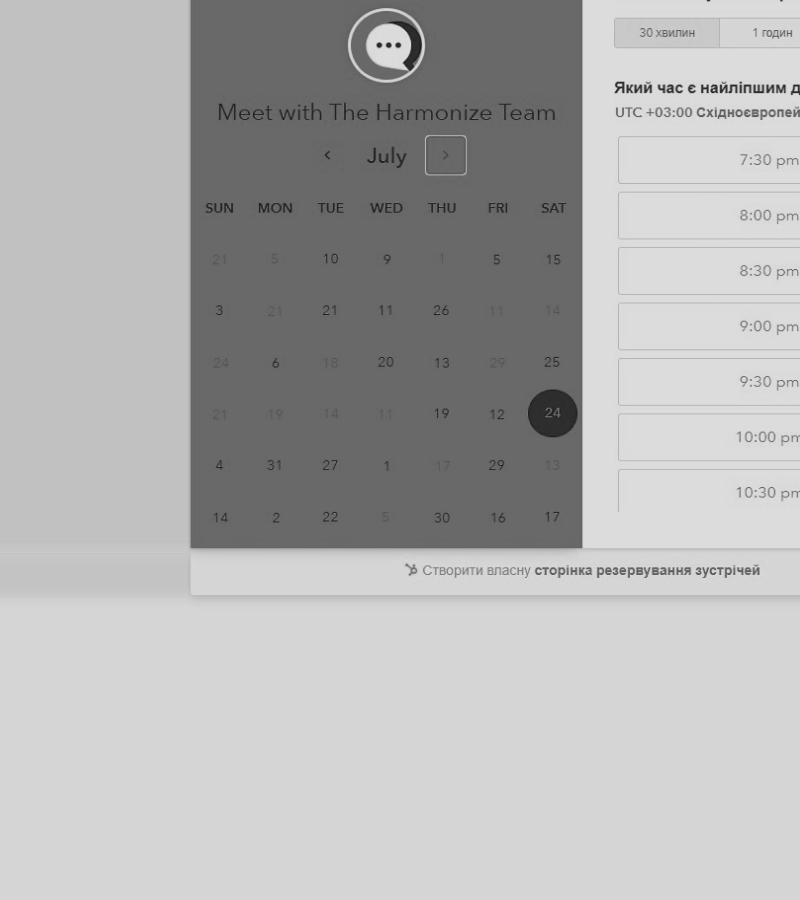 Meet with The Harmonize Team
July
SUN MON TUE WED THU FRI SAT
21 5 10 9 1 5 15
3 21 21 11 26 11 14
24 6 18 20 13 29 25
21 19 14 11 19 12 24
4 31 27 1 17 29 13
14 2 22 5 30 16 17
30 хвилин 1 годин
Який час є найліпшим д
UTC +03:00 Східноєвропей
7:30 pm
8:00 pm
8:30 pm
9:00 pm
9:30 pm
10:00 pm
10:30 pm
Створити власну сторінка резервування зустрічей